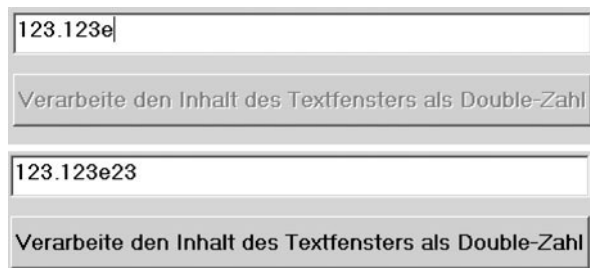 123.123e
Verarbeite den Inhalt des Textfensters als Double-Zahl
123.123e23
Verarbeite den Inhalt des Textfensters als Double-Zahl